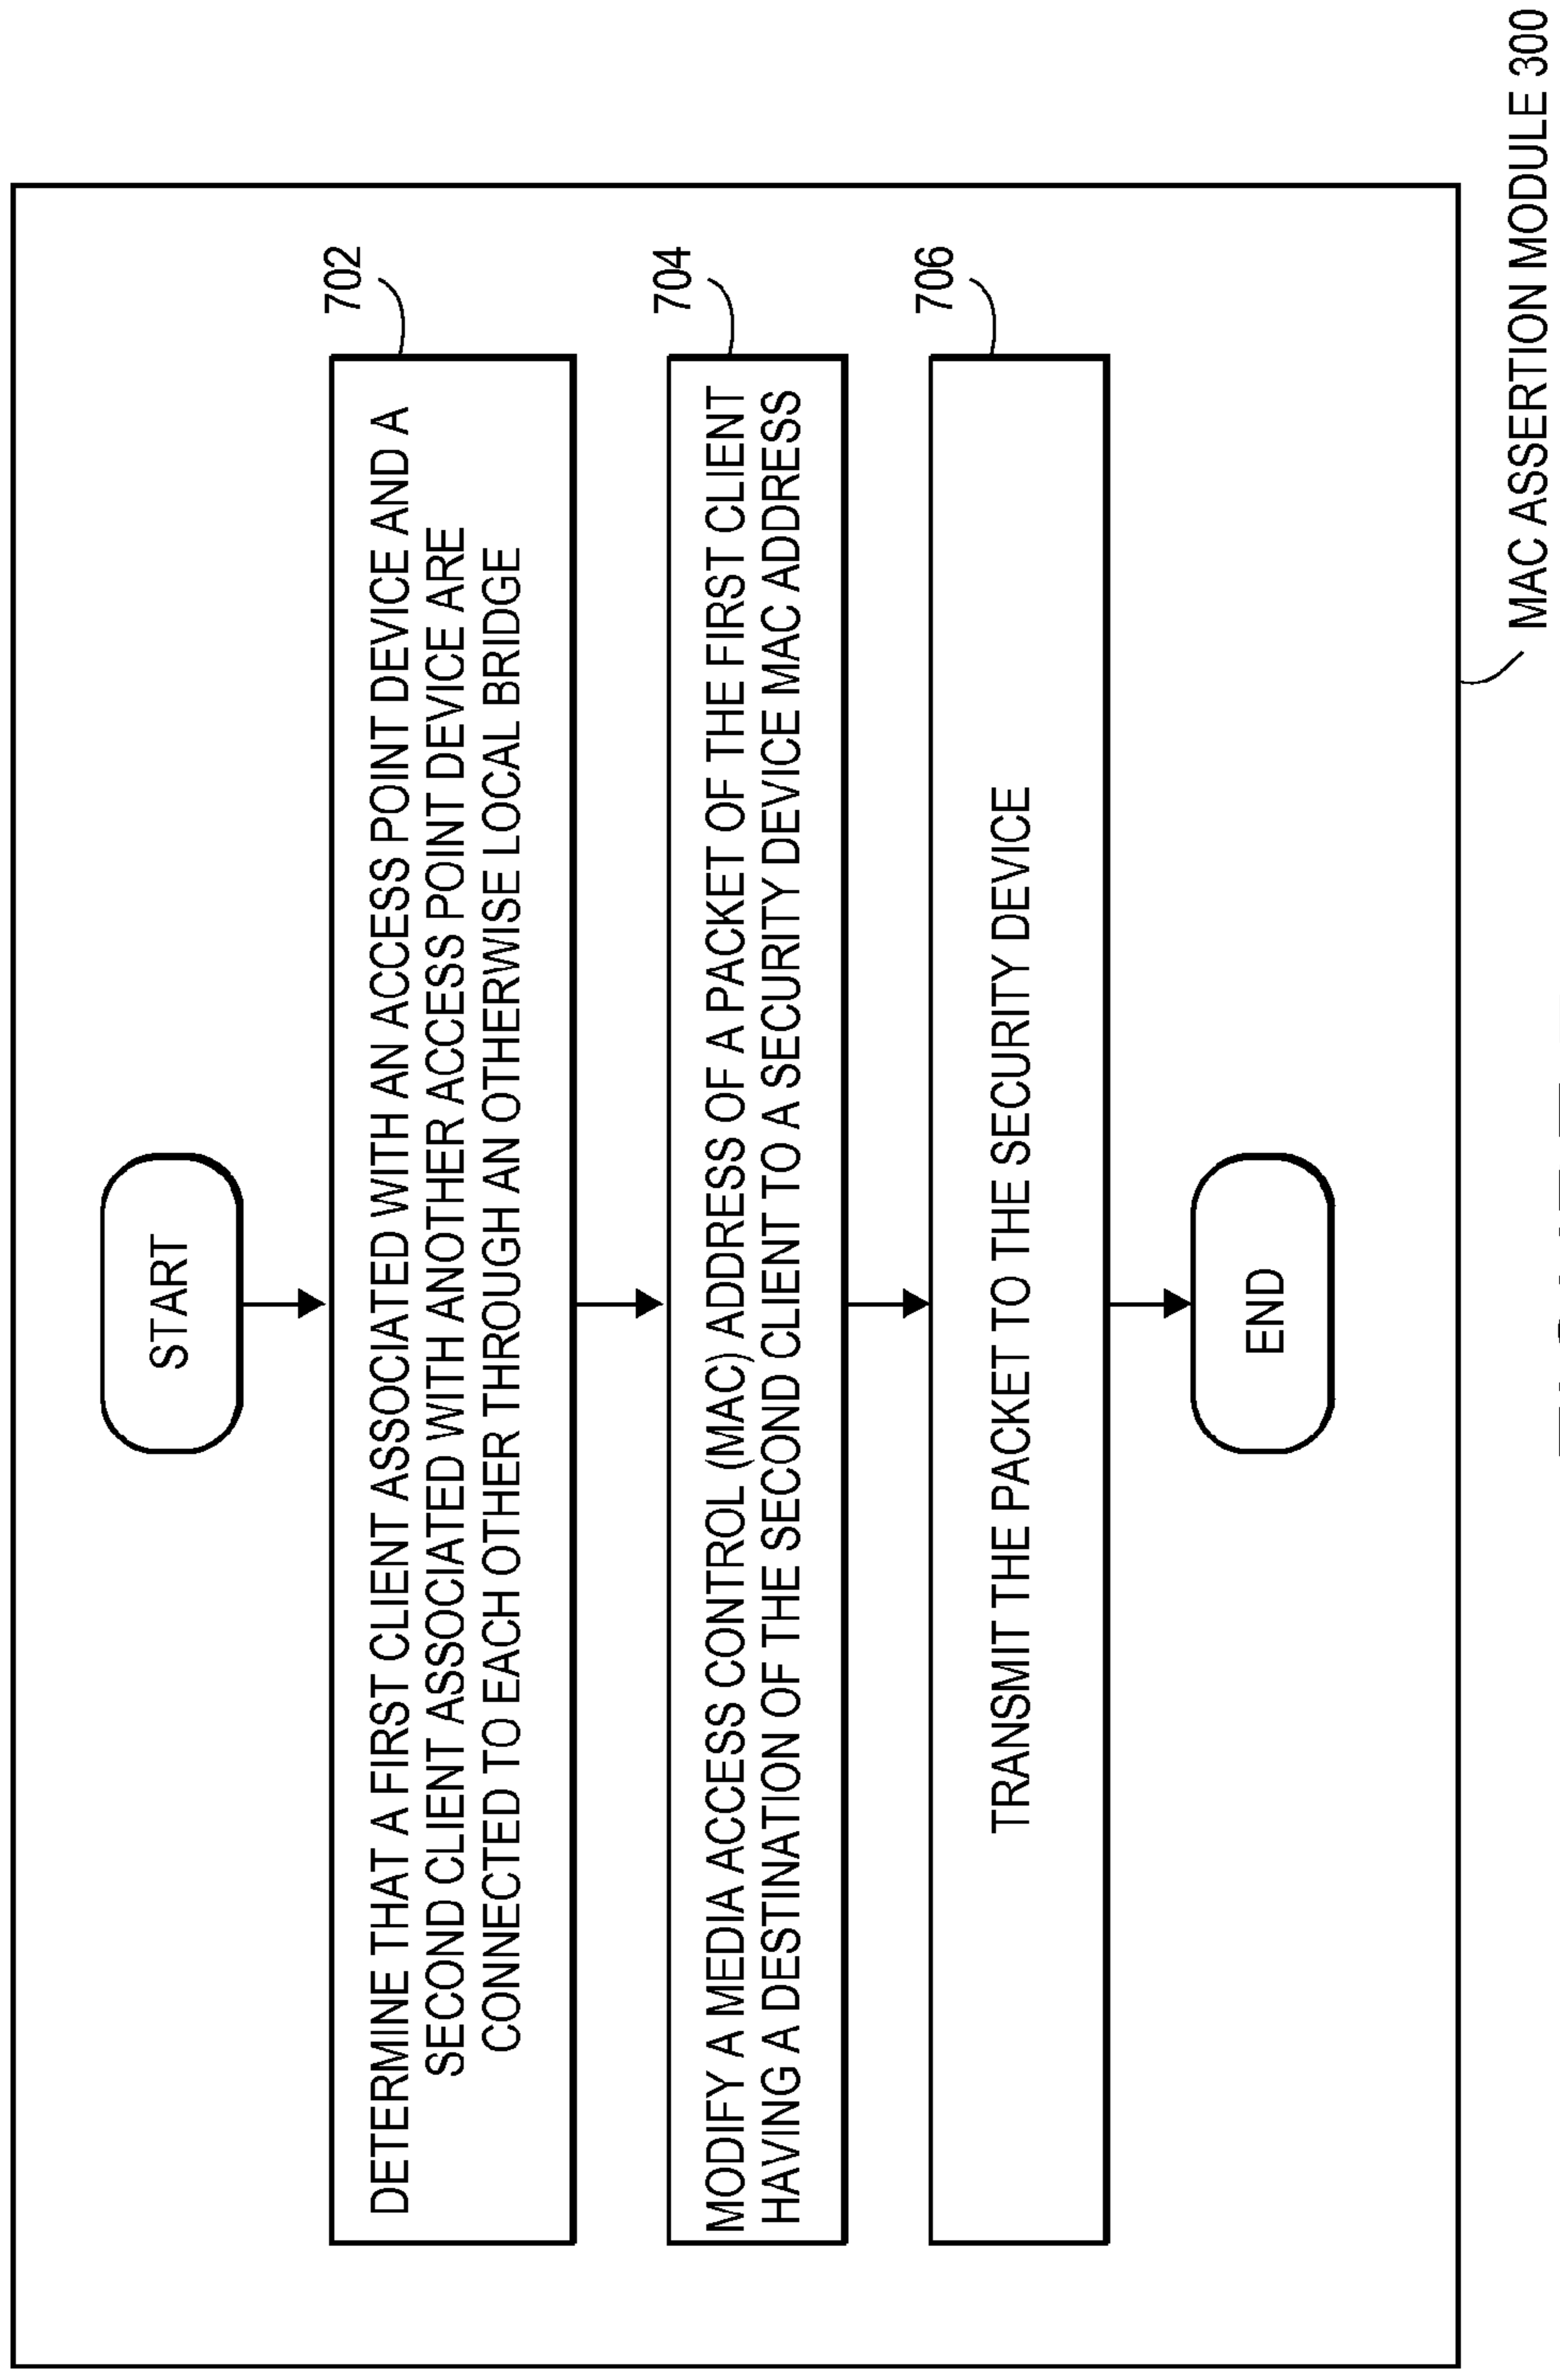 START
702
DETERMINE THAT A FIRST CLIENT ASSOCIATED WITH AN ACCESS POINT DEVICE AND A
SECOND CLIENT ASSOCIATED WITH ANOTHER ACCESS POINT DEVICE ARE
CONNECTED TO EACH OTHER THROUGH AN OTHERWISE LOCAL BRIDGE
704
MODIFY A MEDIA ACCESS CONTROL (MAC) ADDRESS OF A PACKET OF THE FIRST CLIENT
HAVING A DESTINATION OF THE SECOND CLIENT TO A SECURITY DEVICE MAC ADDRESS
706
TRANSMIT THE PACKET TO THE SECURITY DEVICE
END
MAC ASSERTION MODULE 300